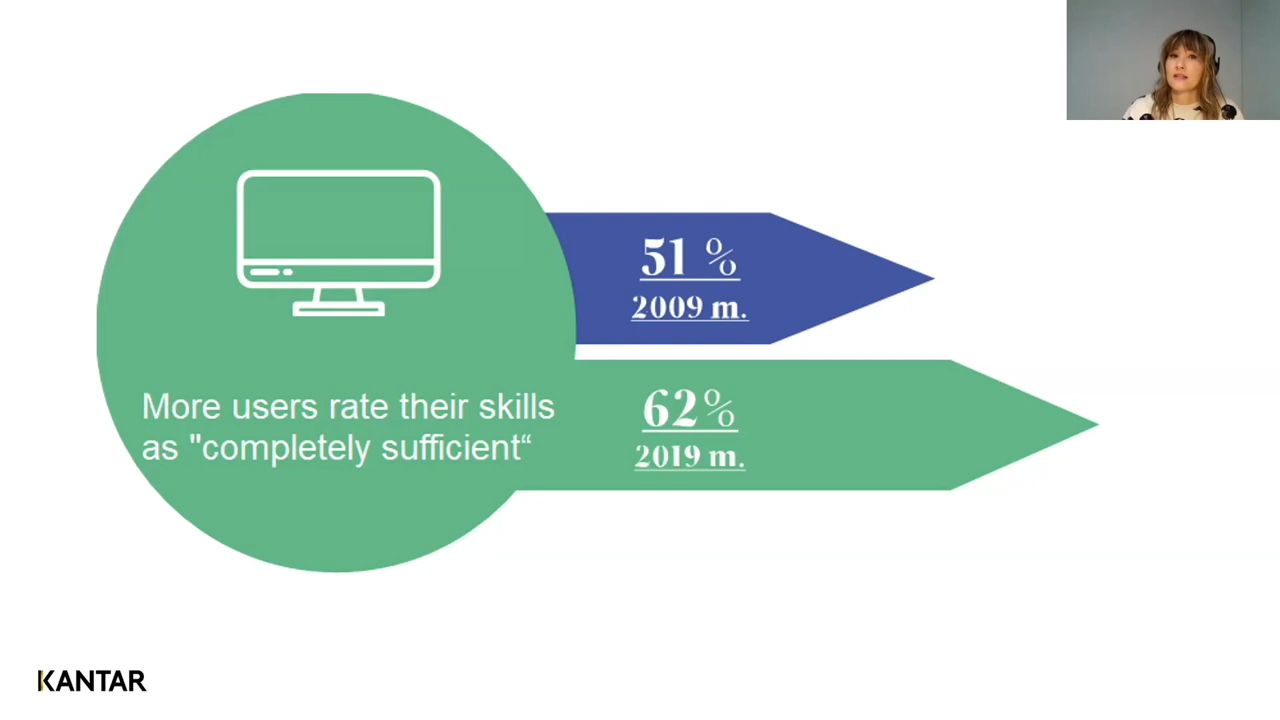 51 %
2009 m.
More users rate their skills
as "completely sufficient“
62%
2019 m.
KANTAR